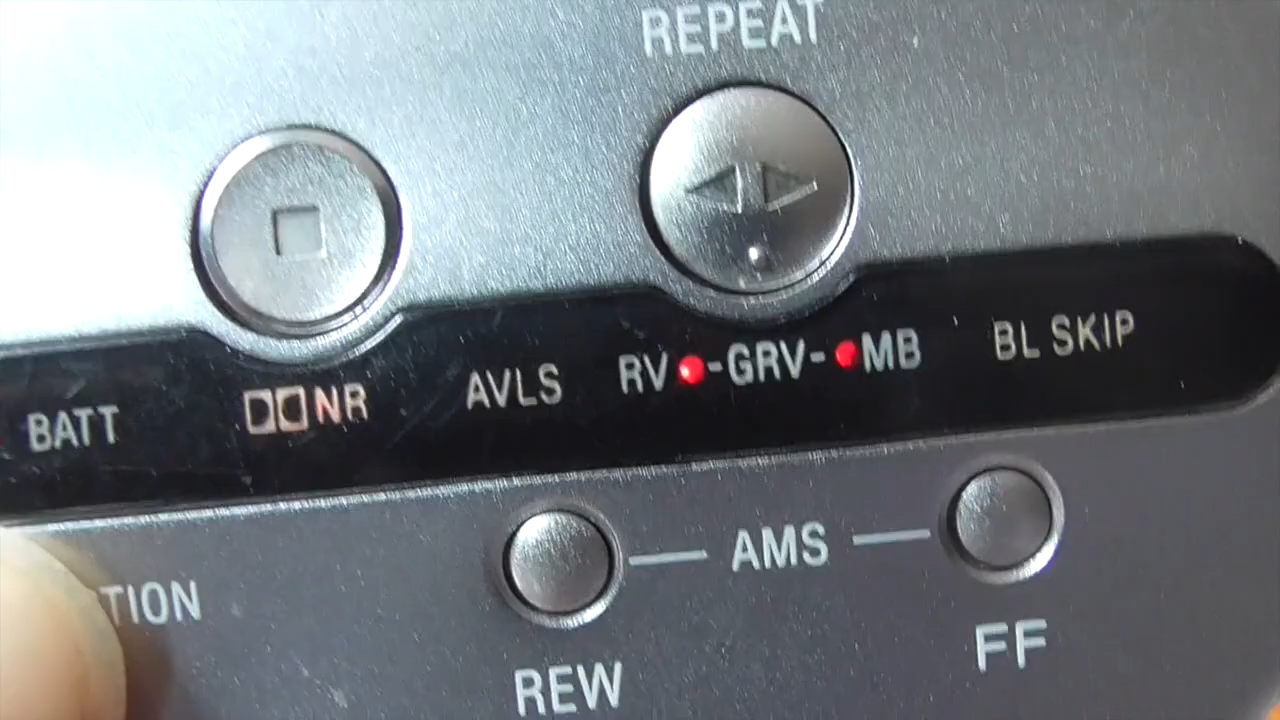 REPEAT
BATT NR AVLS RV -GRV- MB BL SKIP
TION AMS
REW FF